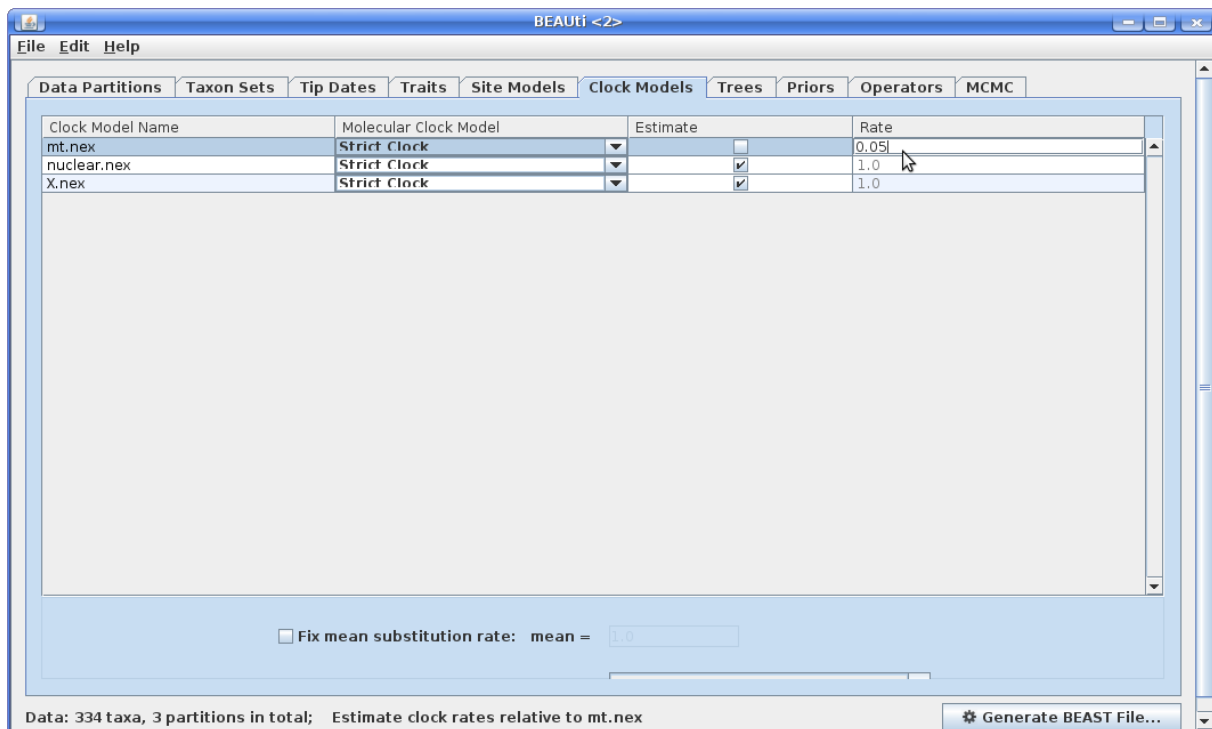 BEAUti <2>
File Edit Help
Data Partitions Taxon Sets Tip Dates Traits Site Models Clock Models Trees Priors Operators MCMC
Clock Model Name Molecular Clock Model Estimate Rate
mt.nex Strict Clock 0.05
nuclear.nex Strict Clock 1.0
X.nex Strict Clock 1.0
Fix mean substitution rate: mean = 1.0
Data: 334 taxa, 3 partitions in total; Estimate clock rates relative to mt.nex Generate BEAST File...